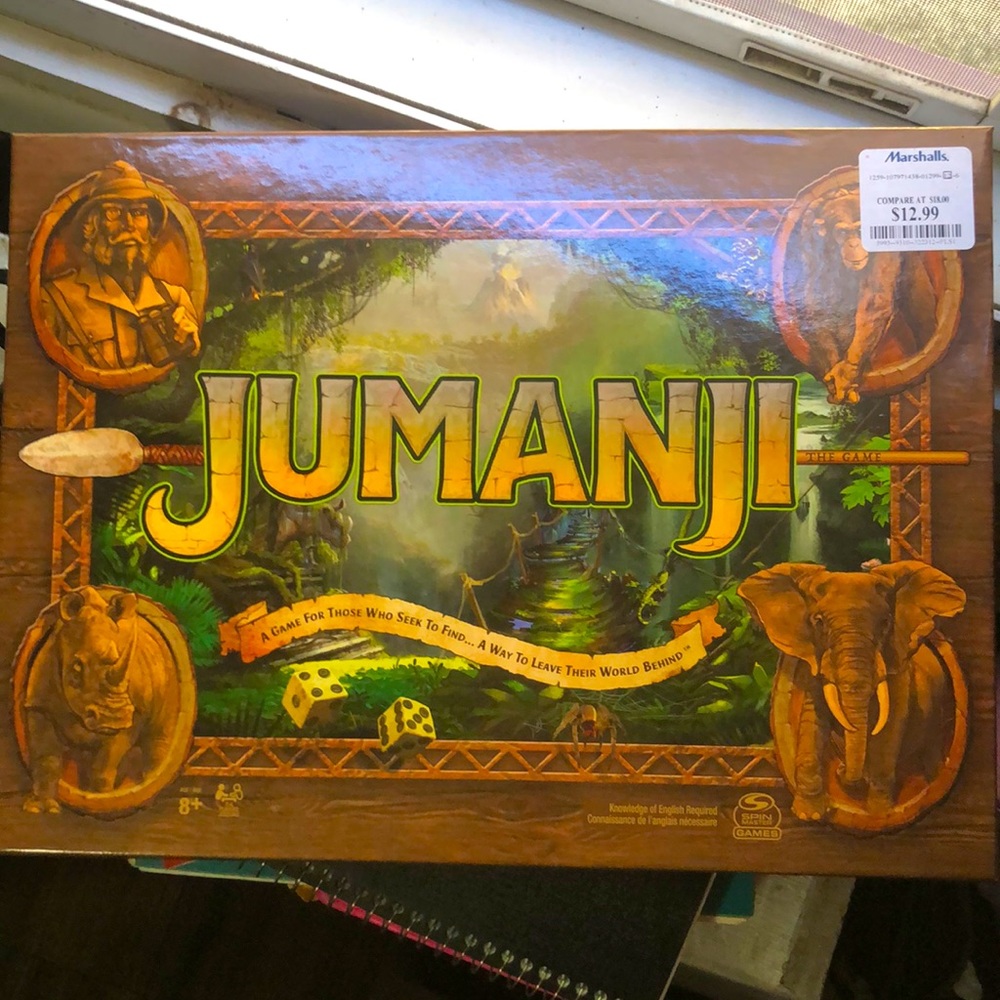 Marshalls.
COMPARE AT $18.00
$12.99
JUMANJI
THE GAME
A GAME FOR THOSE WHO SEEK TO FIND... A WAY TO LEAVE THEIR WORLD BEHIND™
8+
Knowledge of English Required
Connaissance de l'anglais nécessaire
SPIN
MASTER
GAMES